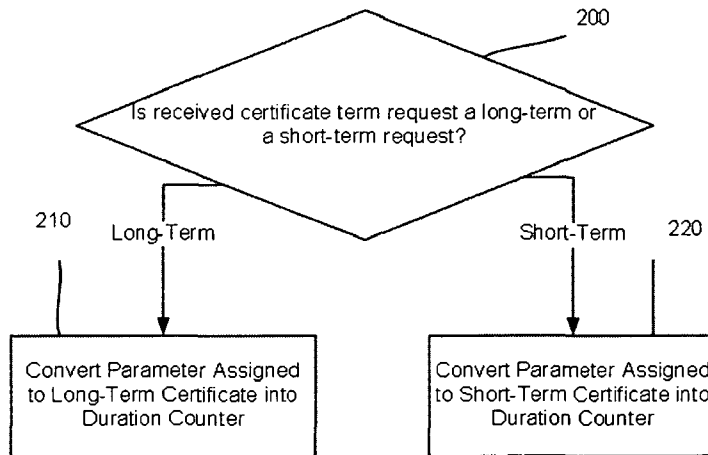 200
Is received certificate term request a long-term or
a short-term request?
210
Long-Term
Short-Term
220
Convert Parameter Assigned
to Long-Term Certificate into
Duration Counter
Convert Parameter Assigned
to Short-Term Certificate into
Duration Counter